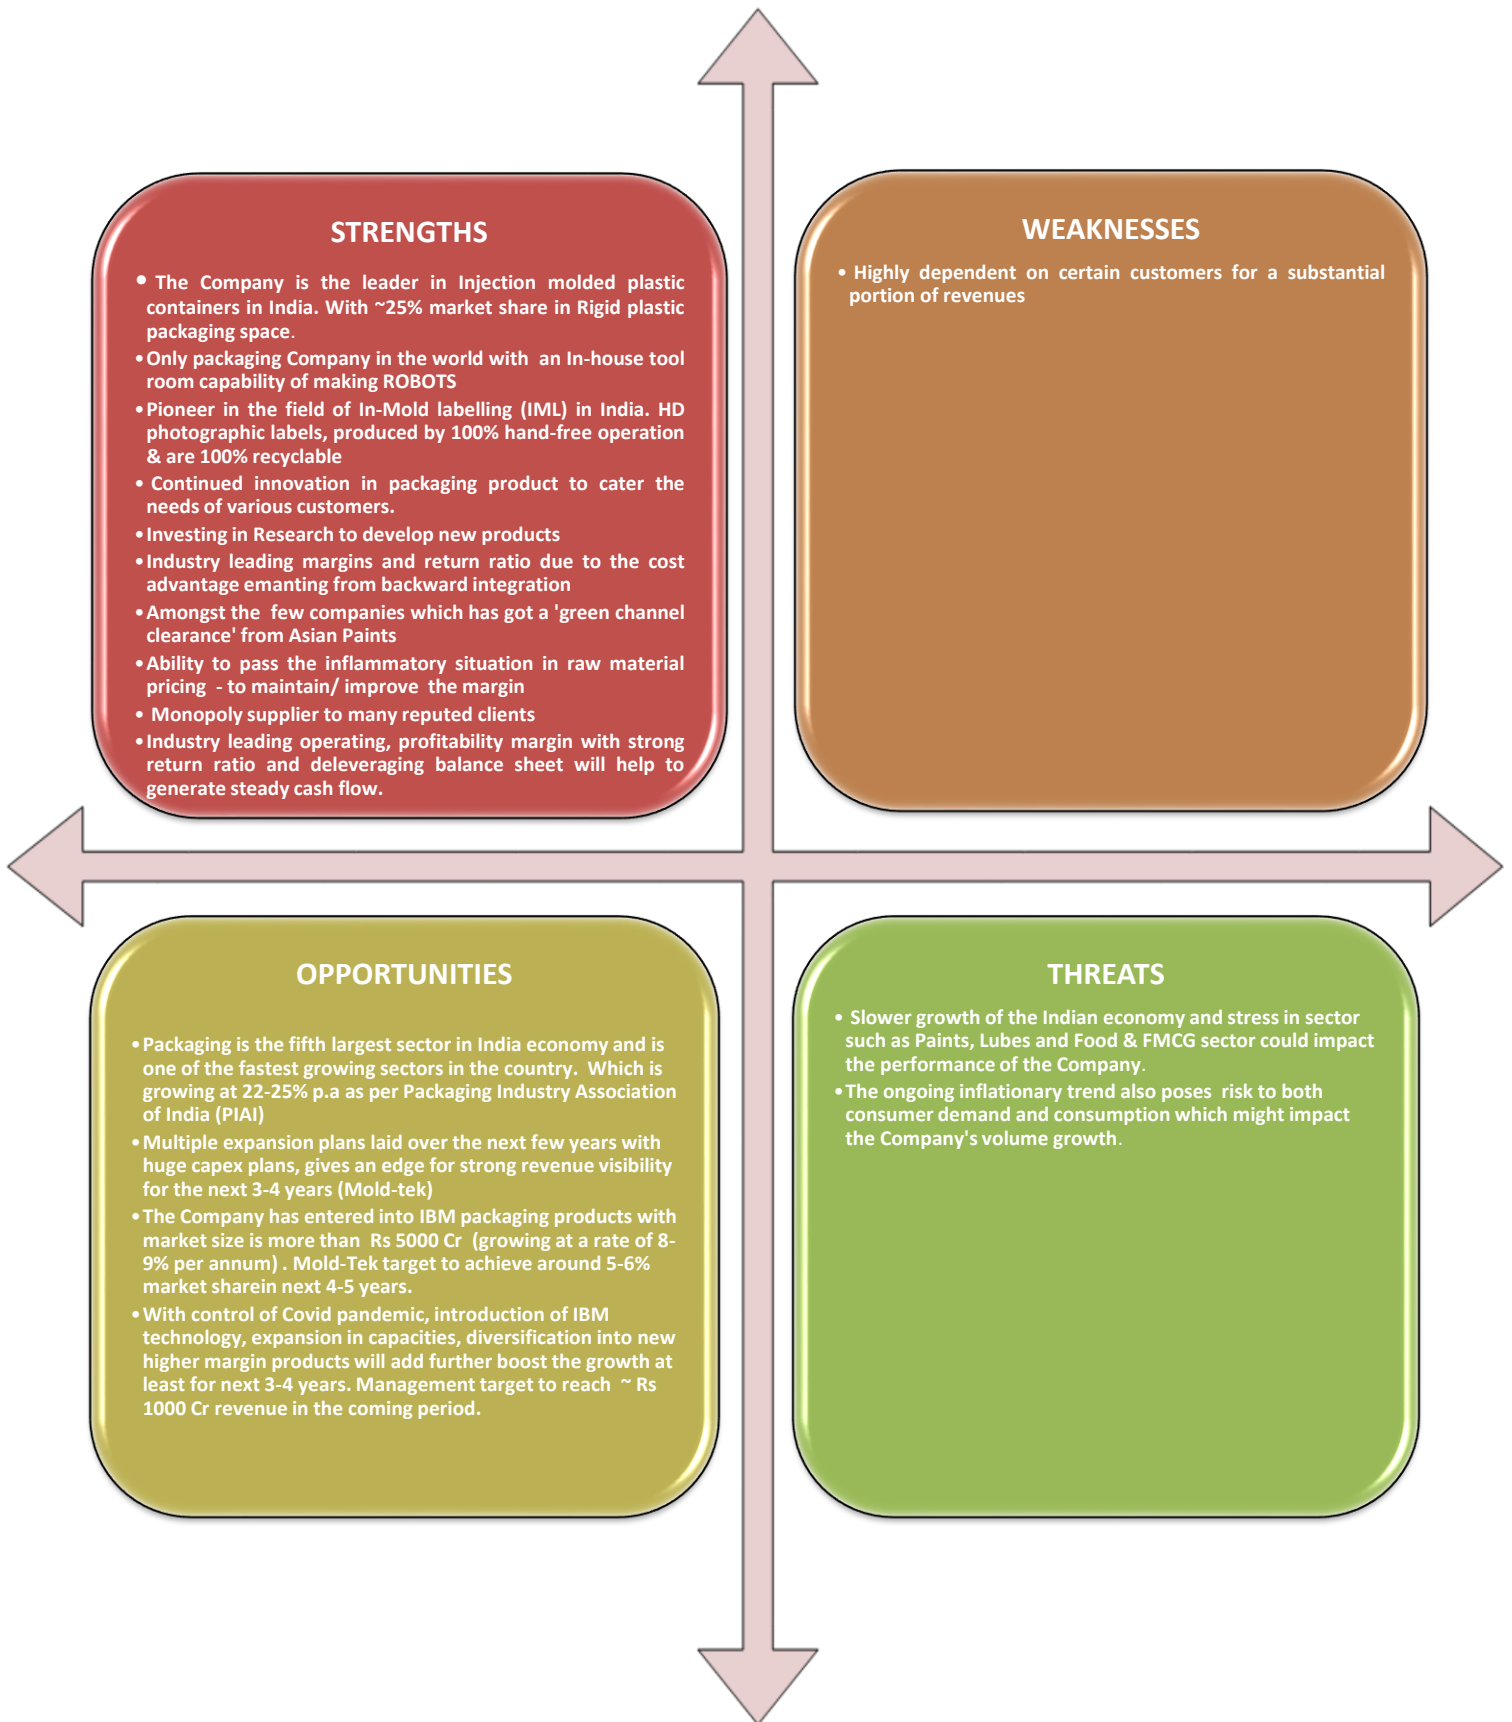 STRENGTHS
• The Company is the leader in Injection molded plastic
containers in India. With ~25% market share in Rigid plastic
packaging space.
•Only packaging Company in the world with an In-house tool
room capability of making ROBOTS
•Pioneer in the field of In-Mold labelling (IML) in India. HD
photographic labels, produced by 100% hand-free operation
& are 100% recyclable
• Continued innovation in packaging product to cater the
needs of various customers.
•Investing in Research to develop new products
•Industry leading margins and return ratio due to the cost
advantage emanting from backward integration
•Amongst the few companies which has got a 'green channel
clearance' from Asian Paints
•Ability to pass the inflammatory situation in raw material
pricing - to maintain/ improve the margin
• Monopoly supplier to many reputed clients
•Industry leading operating, profitability margin with strong
return ratio and deleveraging balance sheet will help to
generate steady cash flow.
WEAKNESSES
• Highly dependent on certain customers for a substantial
portion of revenues
OPPORTUNITIES
•Packaging is the fifth largest sector in India economy and is
one of the fastest growing sectors in the country. Which is
growing at 22-25% p.a as per Packaging Industry Association
of India (PIAI)
•Multiple expansion plans laid over the next few years with
huge capex plans, gives an edge for strong revenue visibility
for the next 3-4 years (Mold-tek)
•The Company has entered into IBM packaging products with
market size is more than Rs 5000 Cr (growing at a rate of 8-
9% per annum) . Mold-Tek target to achieve around 5-6%
market sharein next 4-5 years.
•With control of Covid pandemic, introduction of IBM
technology, expansion in capacities, diversification into new
higher margin products will add further boost the growth at
least for next 3-4 years. Management target to reach ~ Rs
1000 Cr revenue in the coming period.
THREATS
• Slower growth of the Indian economy and stress in sector
such as Paints, Lubes and Food & FMCG sector could impact
the performance of the Company.
•The ongoing inflationary trend also poses risk to both
consumer demand and consumption which might impact
the Company's volume growth.